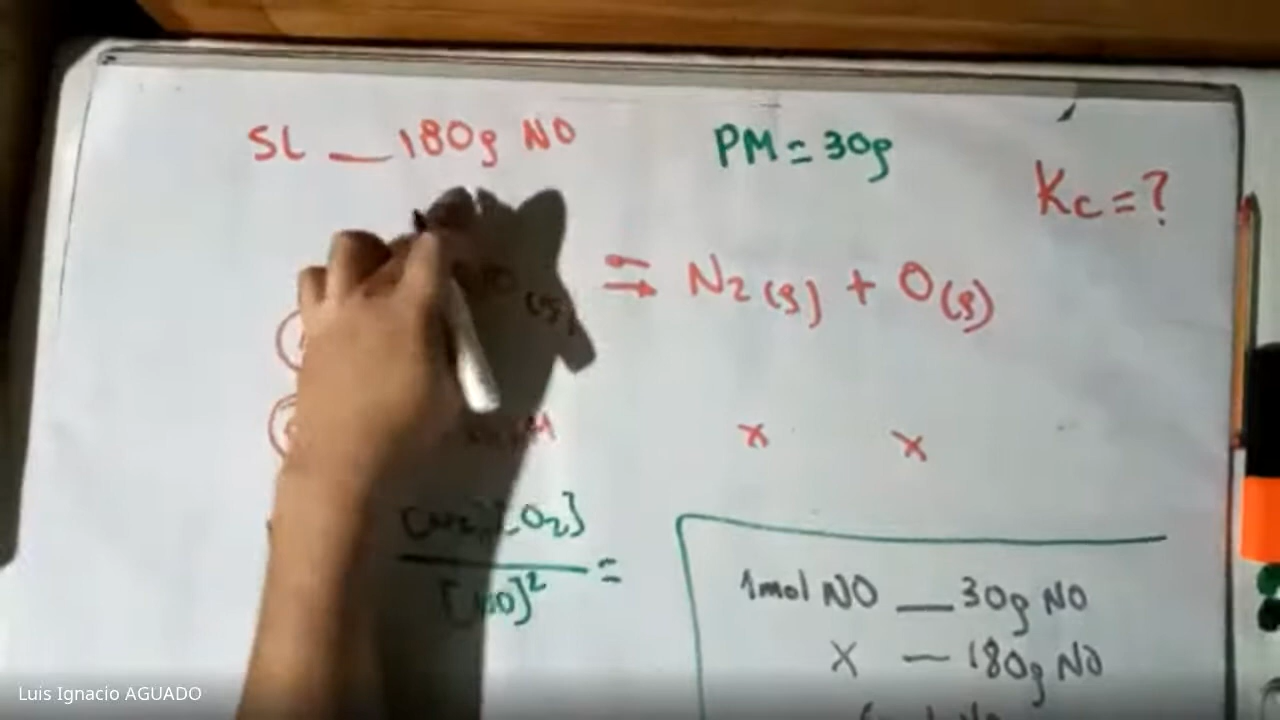 5L — 180g NO
PM = 30g
Kc = ?
NO (g) ⇌ N2(g) + O(g)
x x
[N2][O2]
[NO]² =
1mol NO — 30g NO
X — 180g NO
Luis Ignacio AGUADO